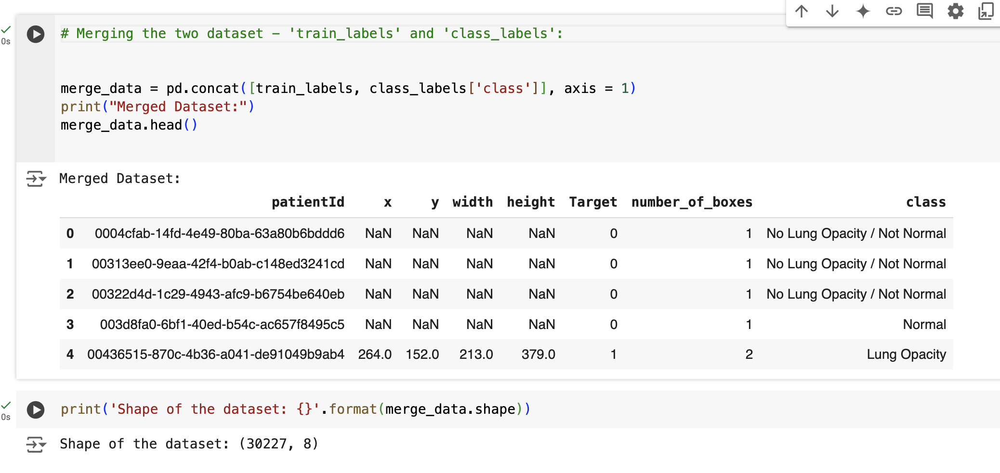 # Merging the two dataset – 'train_labels' and 'class_labels':
0s
merge_data = pd.concat([train_labels, class_labels['class']], axis = 1)
print("Merged Dataset:")
merge_data.head()
Merged Dataset:
patientId x y width height Target number_of_boxes class
0 0004cfab-14fd-4e49-80ba-63a80b6bddd6 NaN NaN NaN NaN 0 1 No Lung Opacity / Not Normal
1 00313ee0-9eaa-42f4-b0ab-c148ed3241cd NaN NaN NaN NaN 0 1 No Lung Opacity / Not Normal
2 00322d4d-1c29-4943-afc9-b6754be640eb NaN NaN NaN NaN 0 1 No Lung Opacity / Not Normal
3 003d8fa0-6bf1-40ed-b54c-ac657f8495c5 NaN NaN NaN NaN 0 1 Normal
4 00436515-870c-4b36-a041-de91049b9ab4 264.0 152.0 213.0 379.0 1 2 Lung Opacity
print('Shape of the dataset: {}'.format(merge_data.shape))
0s
Shape of the dataset: (30227, 8)